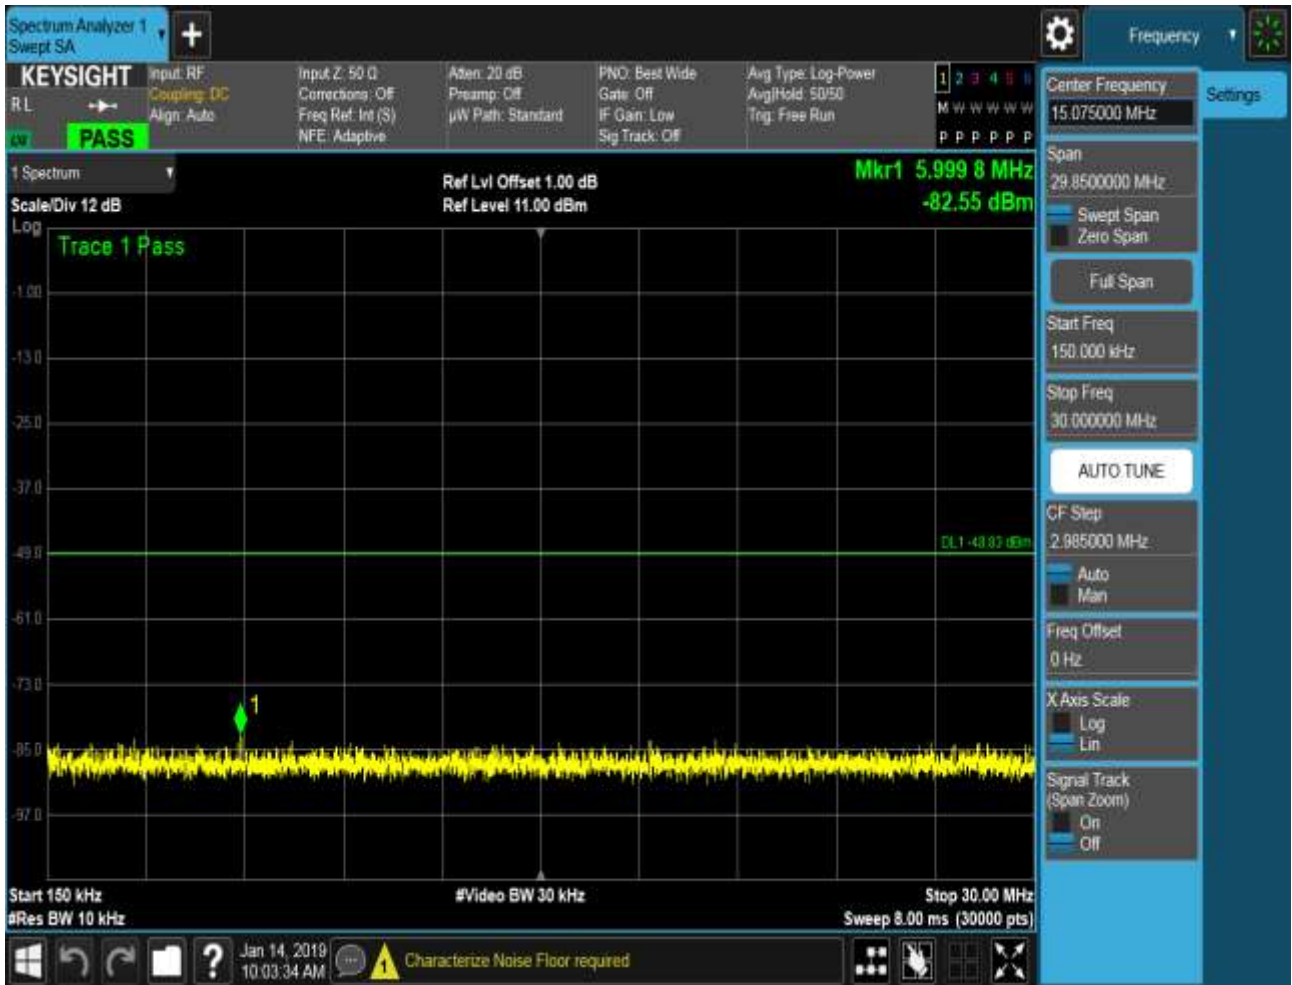 Spectrum Analyzer 1
Swept SA
+
Frequency
KEYSIGHT
R L
PASS
Input: RF
Coupling: DC
Align: Auto
Input Z: 50 Ω
Corrections: Off
Freq Ref: Int (S)
NFE: Adaptive
Atten: 20 dB
Preamp: Off
µW Path: Standard
PNO: Best Wide
Gate: Off
IF Gain: Low
Sig Track: Off
Avg Type: Log-Power
Avg|Hold: 50/50
Trig: Free Run
1 2 3 4 5 6
M W W W W W
P P P P P P
1 Spectrum
Scale/Div 12 dB
Log
Ref Lvl Offset 1.00 dB
Ref Level 11.00 dBm
Mkr1 5.999 8 MHz
-82.55 dBm
Trace 1 Pass
-1.00
-13.0
-25.0
-37.0
-49.0
-61.0
-73.0
-85.0
-97.0
1
Start 150 kHz
#Res BW 10 kHz
#Video BW 30 kHz
Stop 30.00 MHz
Sweep 8.00 ms (30000 pts)
Center Frequency
15.075000 MHz
Settings
Span
29.8500000 MHz
Swept Span
Zero Span
Full Span
Start Freq
150.000 kHz
Stop Freq
30.000000 MHz
AUTO TUNE
CF Step
2.985000 MHz
Auto
Man
Freq Offset
0 Hz
X Axis Scale
Log
Lin
Signal Track
(Span Zoom)
On
Off
?
Jan 14, 2019
10:03:34 AM
1
Characterize Noise Floor required